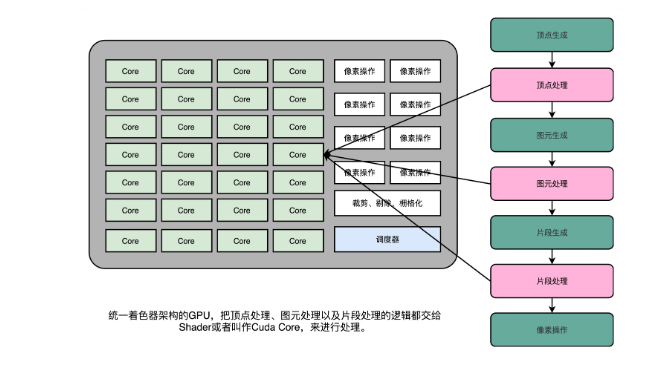 Core Core Core Core 像素操作 像素操作
Core Core Core Core 像素操作 像素操作
Core Core Core Core 像素操作 像素操作
Core Core Core Core 像素操作 像素操作
Core Core Core Core
Core Core Core Core 裁剪、剔除、栅格化
Core Core Core Core 调度器
顶点生成
顶点处理
图元生成
图元处理
片段生成
片段处理
像素操作
统一着色器架构的GPU，把顶点处理、图元处理以及片段处理的逻辑都交给
Shader或者叫作Cuda Core，来进行处理。